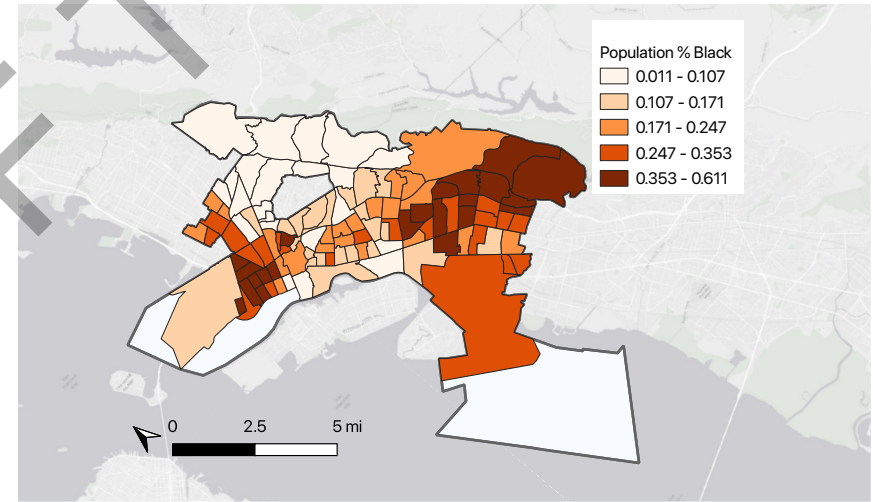 Population % Black
0.011 - 0.107
0.107 - 0.171
0.171 - 0.247
0.247 - 0.353
0.353 - 0.611
0 2.5 5 mi